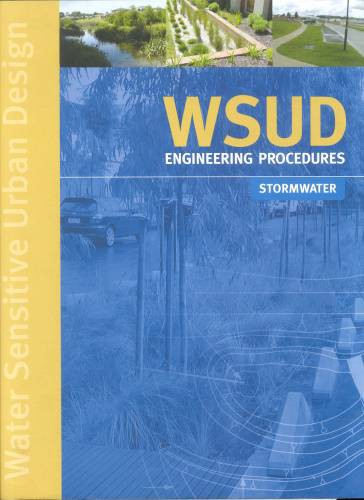 Water Sensitive Urban Design
WSUD
ENGINEERING PROCEDURES
STORMWATER